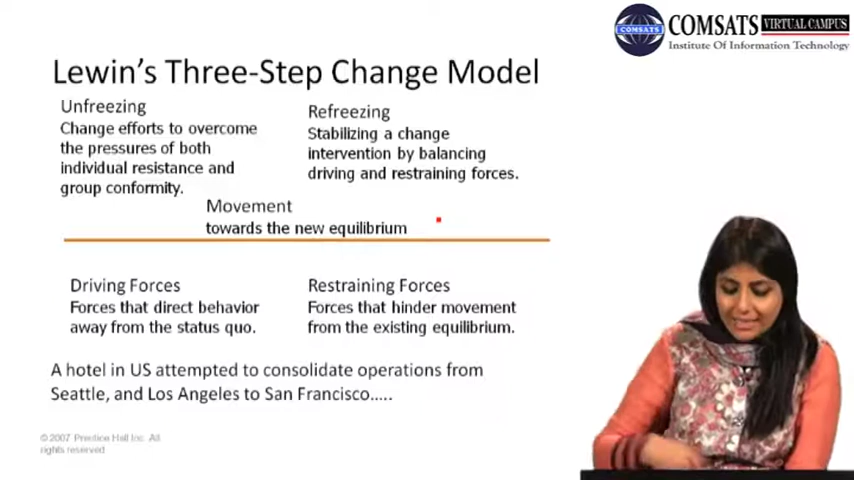 COMSATS VIRTUAL CAMPUS
COMSATS
Institute Of Information Technology
Lewin's Three-Step Change Model
Unfreezing
Change efforts to overcome
the pressures of both
individual resistance and
group conformity.
Refreezing
Stabilizing a change
intervention by balancing
driving and restraining forces.
Movement
towards the new equilibrium
Driving Forces
Forces that direct behavior
away from the status quo.
Restraining Forces
Forces that hinder movement
from the existing equilibrium.
A hotel in US attempted to consolidate operations from
Seattle, and Los Angeles to San Francisco.....
© 2007 Prentice Hall Inc. All
rights reserved